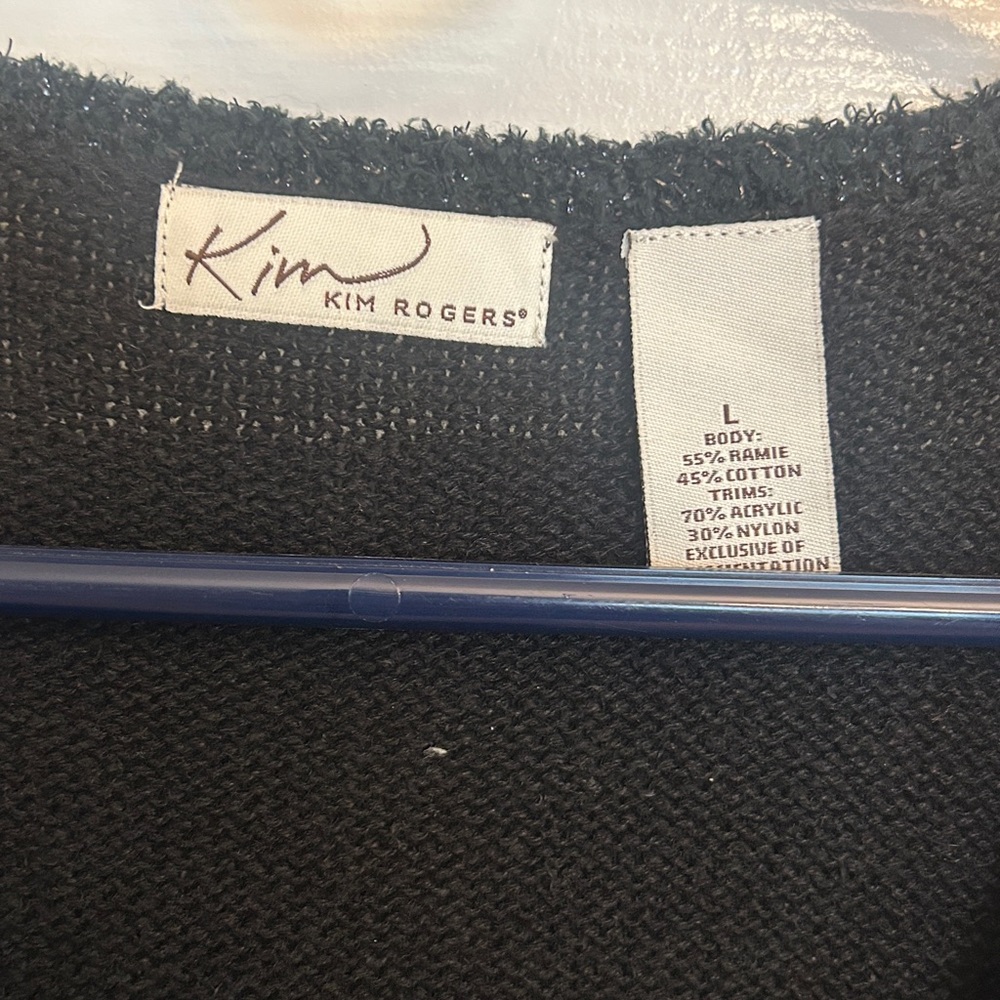 Kim
KIM ROGERS®
L
BODY:
55% RAMIE
45% COTTON
TRIMS:
70% ACRYLIC
30% NYLON
EXCLUSIVE OF